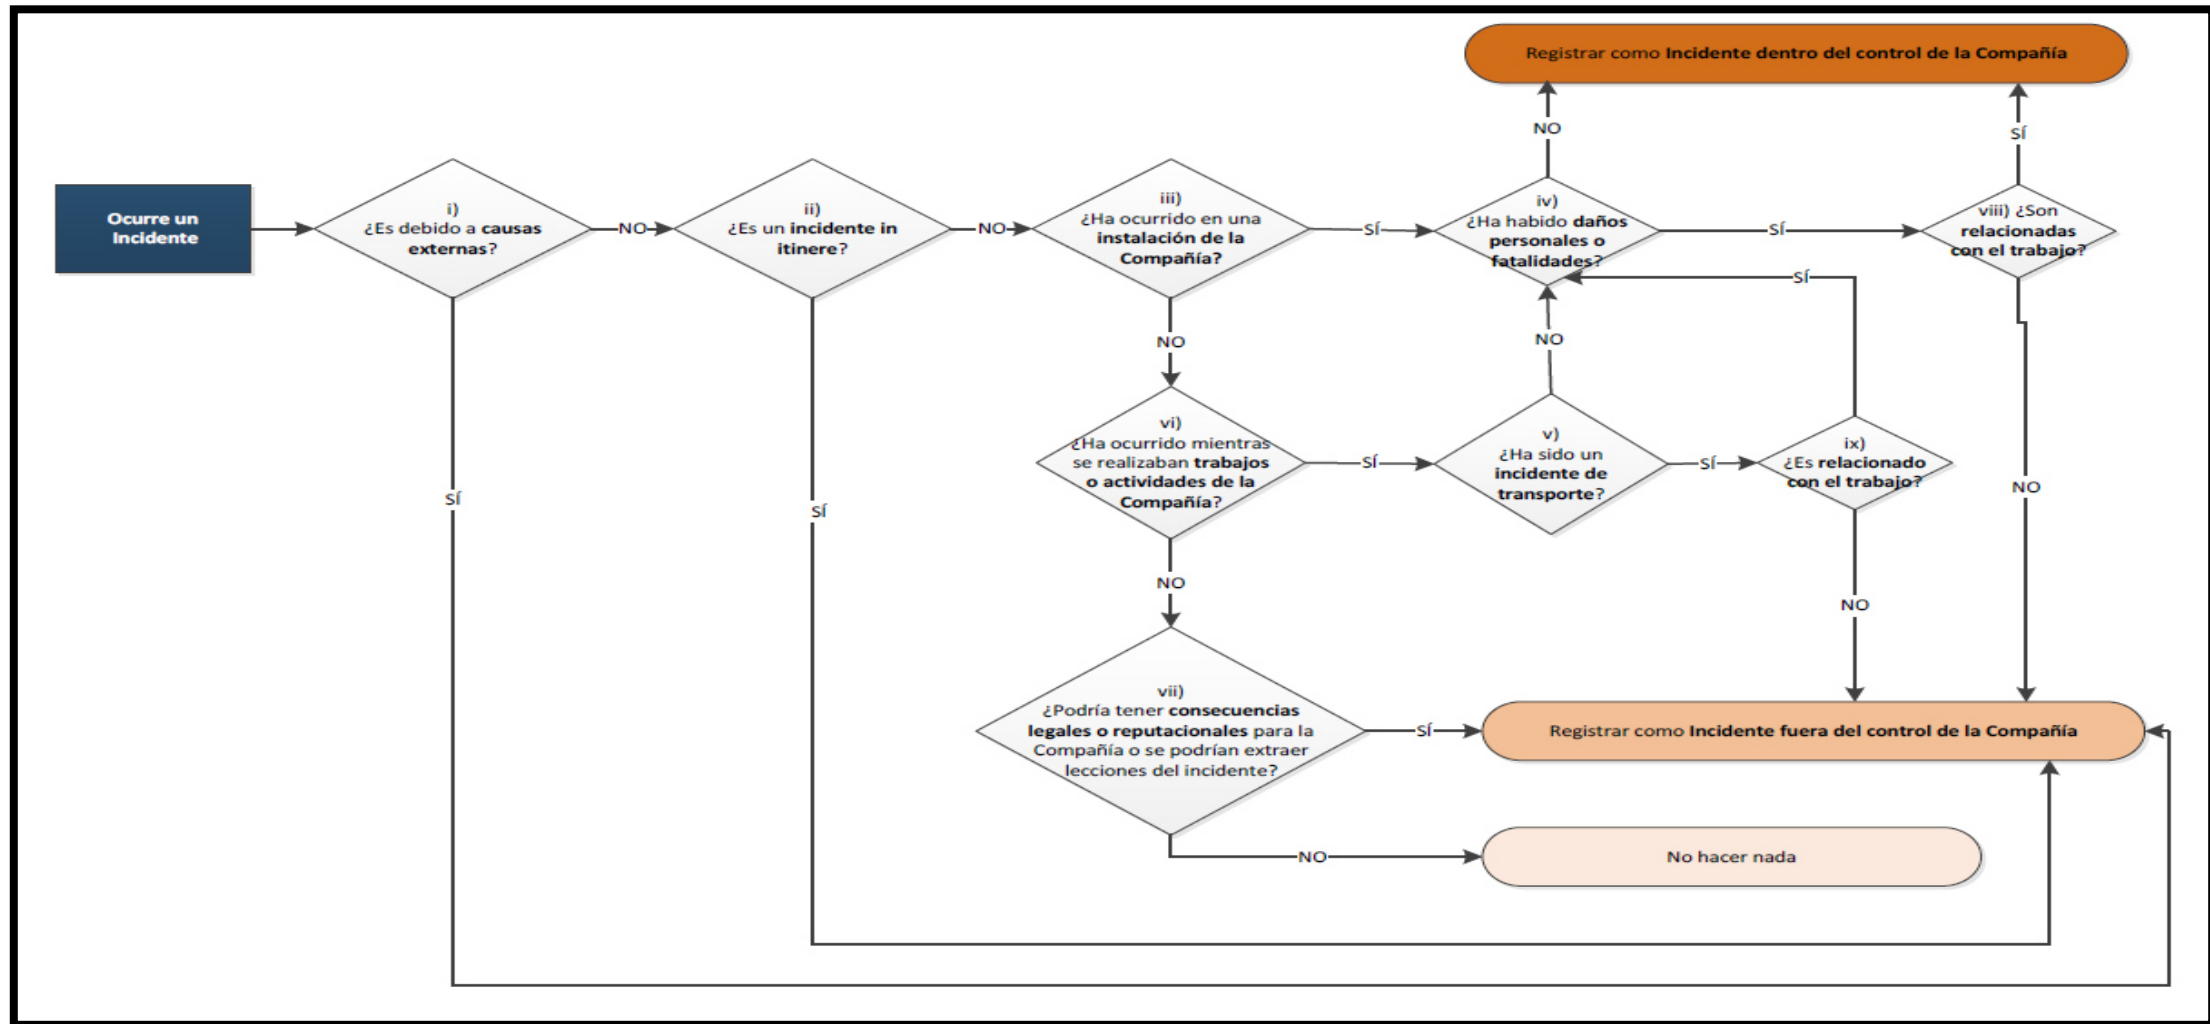 Registrar como Incidente dentro del control de la Compañía
NO
SÍ
Ocurre un
Incidente
i)
¿Es debido a causas
externas?
NO
ii)
¿Es un incidente in
itinere?
NO
iii)
¿Ha ocurrido en una
instalación de la
Compañía?
SÍ
iv)
¿Ha habido daños
personales o
fatalidades?
SÍ
viii) ¿Son
relacionadas
con el trabajo?
SÍ
NO
NO
vi)
¿Ha ocurrido mientras
se realizaban trabajos
o actividades de la
Compañía?
SÍ
v)
¿Ha sido un
incidente de
transporte?
SÍ
ix)
¿Es relacionado
con el trabajo?
NO
SÍ
SÍ
NO
NO
vii)
¿Podría tener consecuencias
legales o reputacionales para la
Compañía o se podrían extraer
lecciones del incidente?
SÍ
Registrar como Incidente fuera del control de la Compañía
NO
No hacer nada